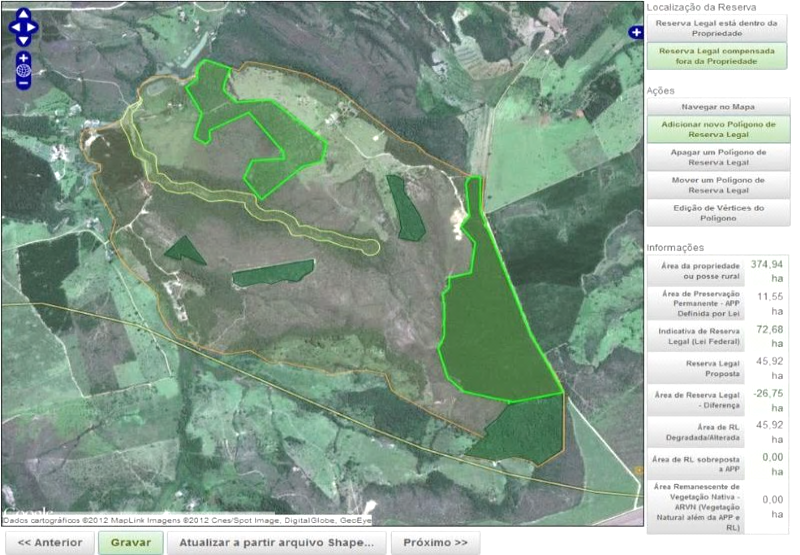 Localização da Reserva
Reserva Legal está dentro da
Propriedade
Reserva Legal compensada
fora da Propriedade
Ações
Navegar no Mapa
Adicionar novo Polígono de
Reserva Legal
Apagar um Polígono de
Reserva Legal
Mover um Polígono de
Reserva Legal
Edição de Vértices do
Polígono
Informações
Área da propriedade
ou posse rural
374,94
ha
Área de Preservação
Permanente - APP
Definida por Lei
11,55
ha
Indicativa de Reserva
Legal (Lei Federal)
72,68
ha
Reserva Legal
Proposta
45,92
ha
Área de Reserva Legal
- Diferença
-26,75
ha
Área de RL
Degradada/Alterada
45,92
ha
Área de RL sobreposta
a APP
0,00
ha
Área Remanescente de
Vegetação Nativa -
ARVN (Vegetação
Natural além da APP e
RL)
0,00
ha
Google
Dados cartográficos ©2012 MapLink Imagens ©2012 Cnes/Spot Image, DigitalGlobe, GeoEye
<< Anterior
Gravar
Atualizar a partir arquivo Shape...
Próximo >>